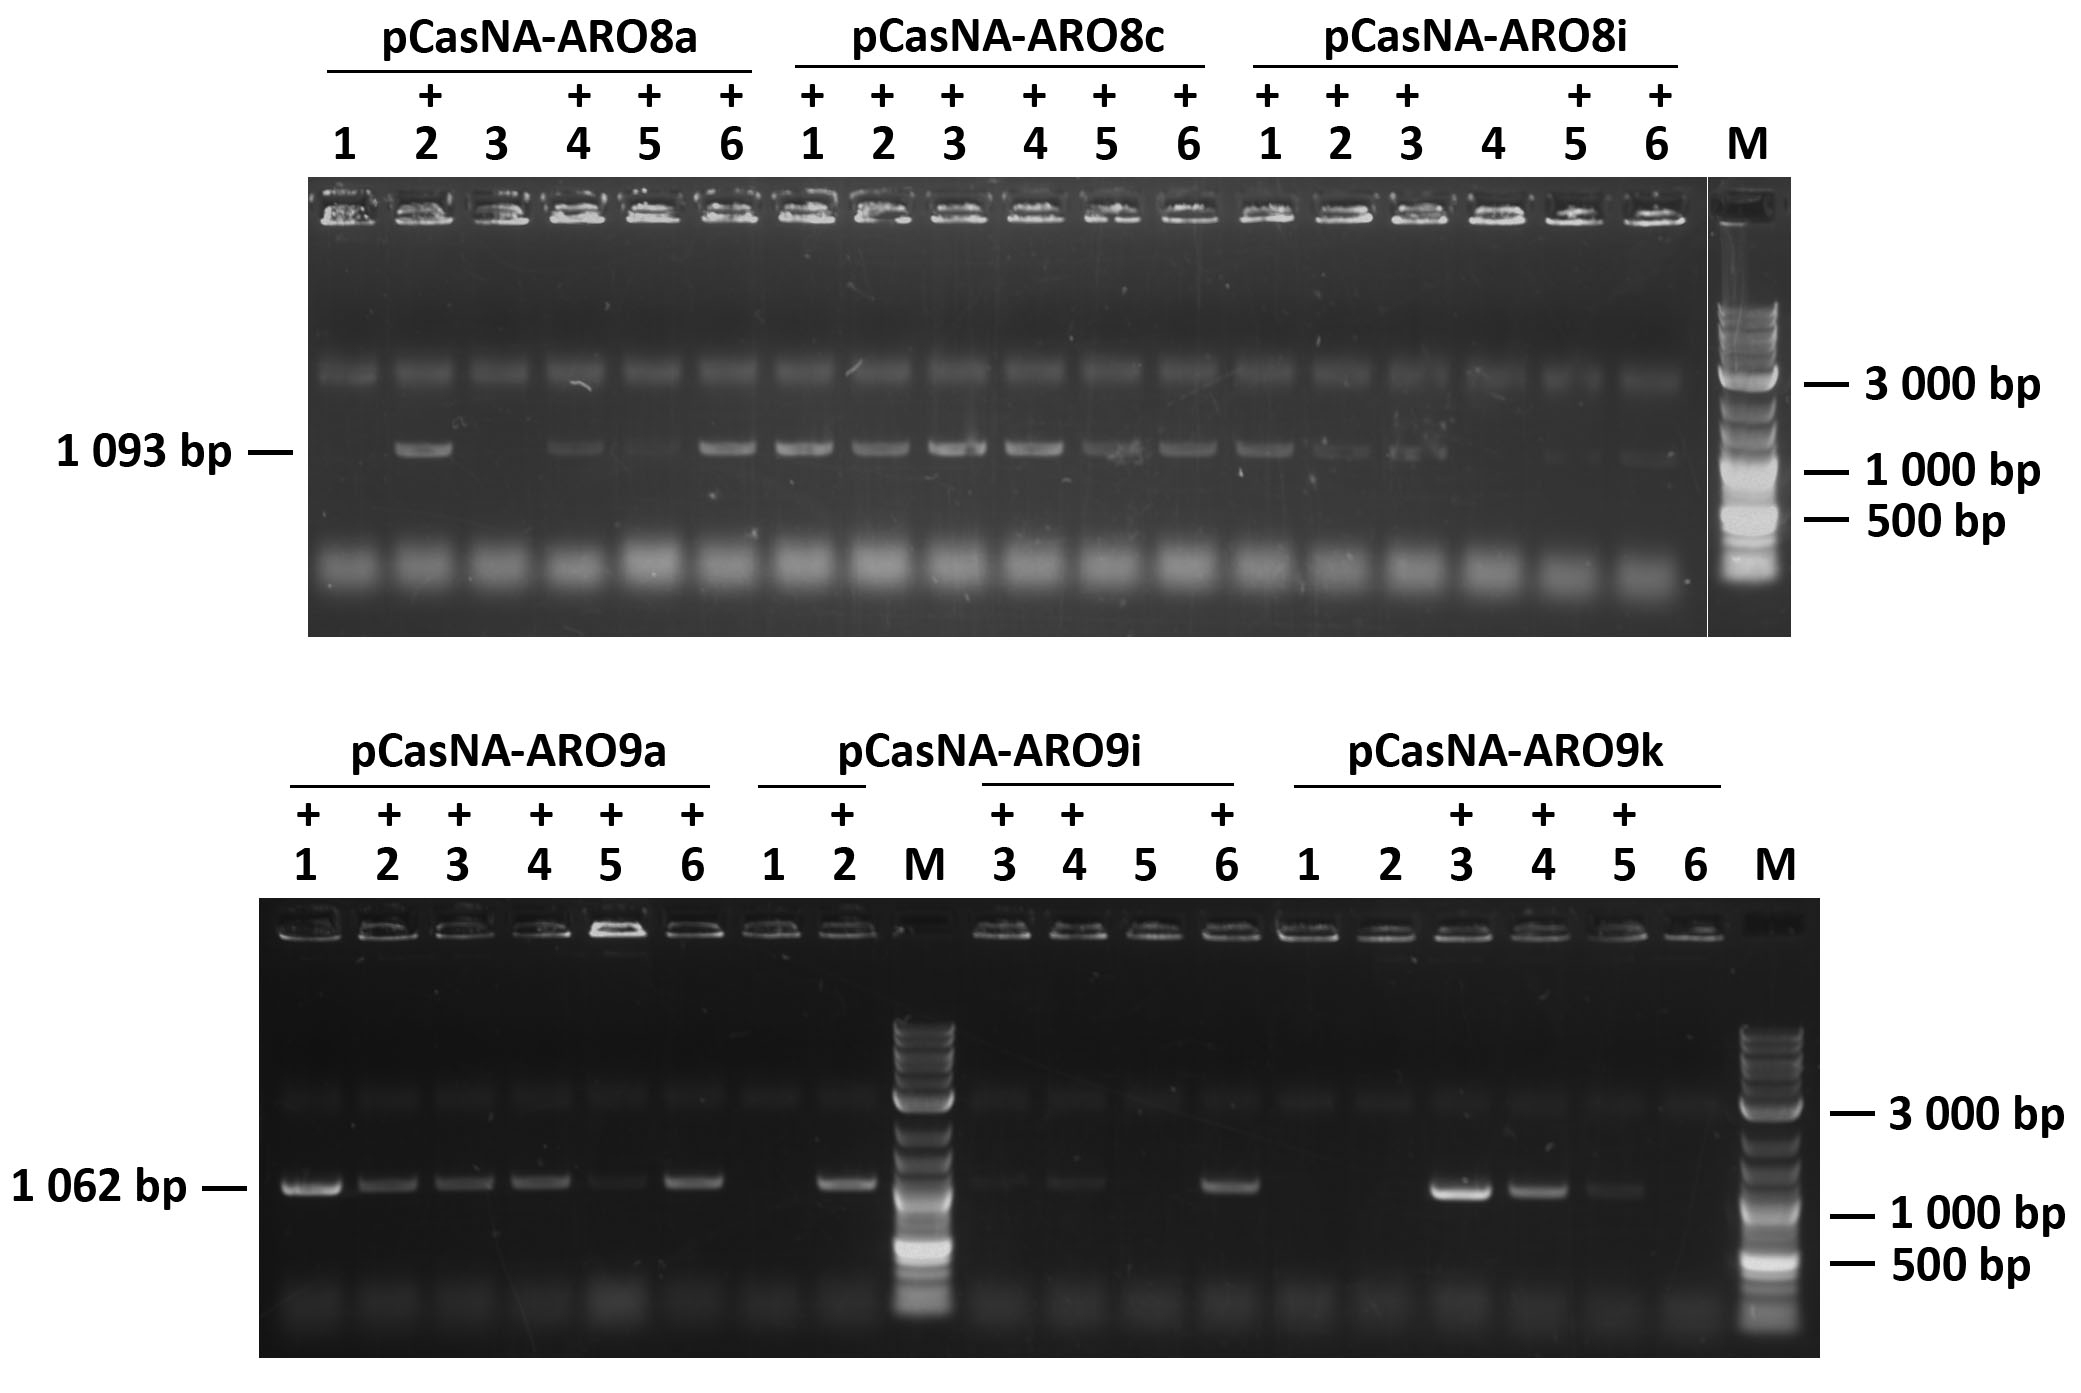 pCasNA-ARO8a pCasNA-ARO8c pCasNA-ARO8i
+ + + + + + + + + + + + + + +
1 2 3 4 5 6 1 2 3 4 5 6 1 2 3 4 5 6 M
3 000 bp
1 093 bp
1 000 bp
500 bp
pCasNA-ARO9a pCasNA-ARO9i pCasNA-ARO9k
+ + + + + + + + + + + + +
1 2 3 4 5 6 1 2 M 3 4 5 6 1 2 3 4 5 6 M
3 000 bp
1 062 bp
1 000 bp
500 bp